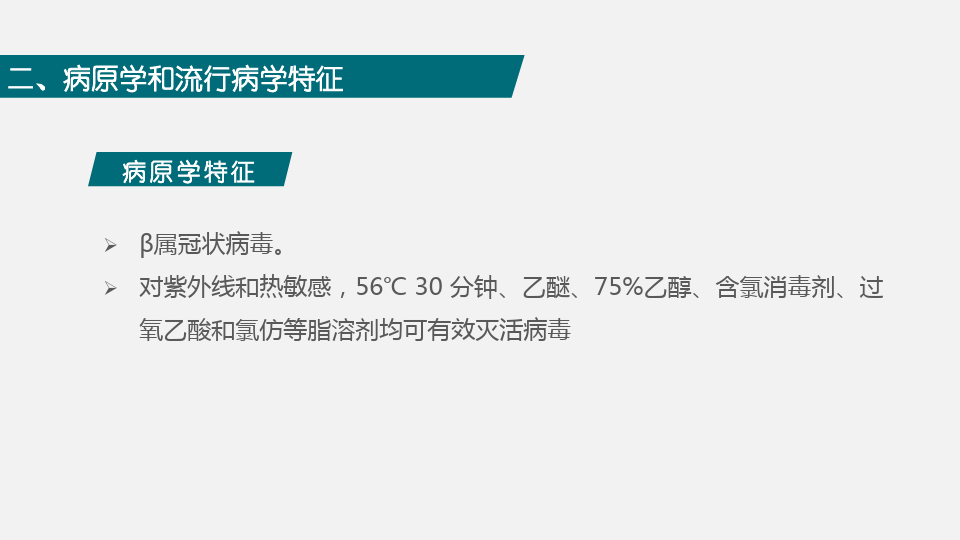 二、病原学和流行病学特征
病原学特征
➢ β属冠状病毒。
➢ 对紫外线和热敏感，56℃ 30 分钟、乙醚、75%乙醇、含氯消毒剂、过
氧乙酸和氯仿等脂溶剂均可有效灭活病毒